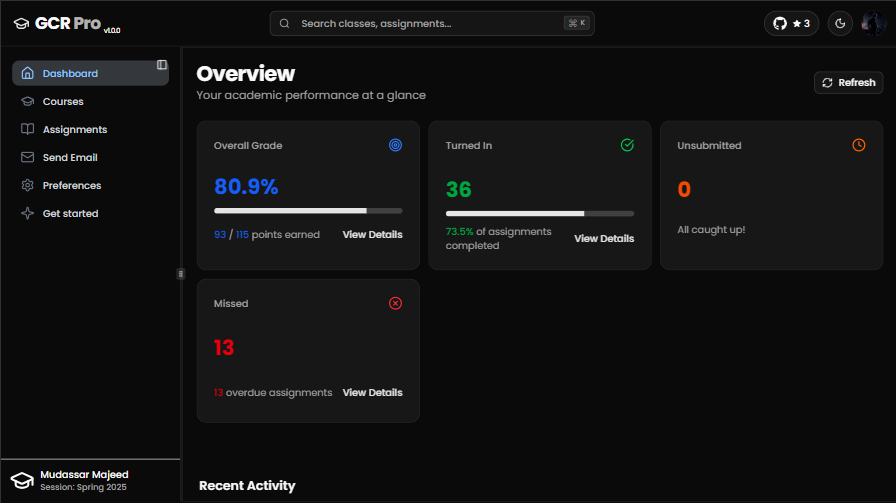 GCR Pro v1.0.0
Search classes, assignments...
⌘ K
3
Dashboard
Courses
Assignments
Send Email
Preferences
Get started
Mudassar Majeed
Session: Spring 2025
Overview
Your academic performance at a glance
Refresh
Overall Grade
80.9%
93 / 115 points earned
View Details
Turned In
36
73.5% of assignments
completed
View Details
Unsubmitted
0
All caught up!
Missed
13
13 overdue assignments
View Details
Recent Activity